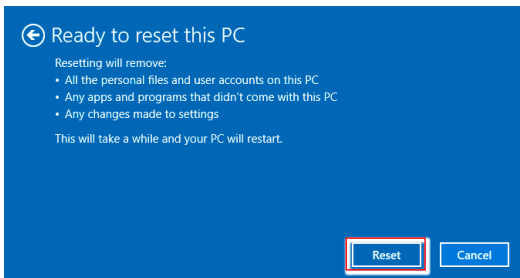 Ready to reset this PC
Resetting will remove:
• All the personal files and user accounts on this PC
• Any apps and programs that didn't come with this PC
• Any changes made to settings
This will take a while and your PC will restart.
Reset Cancel